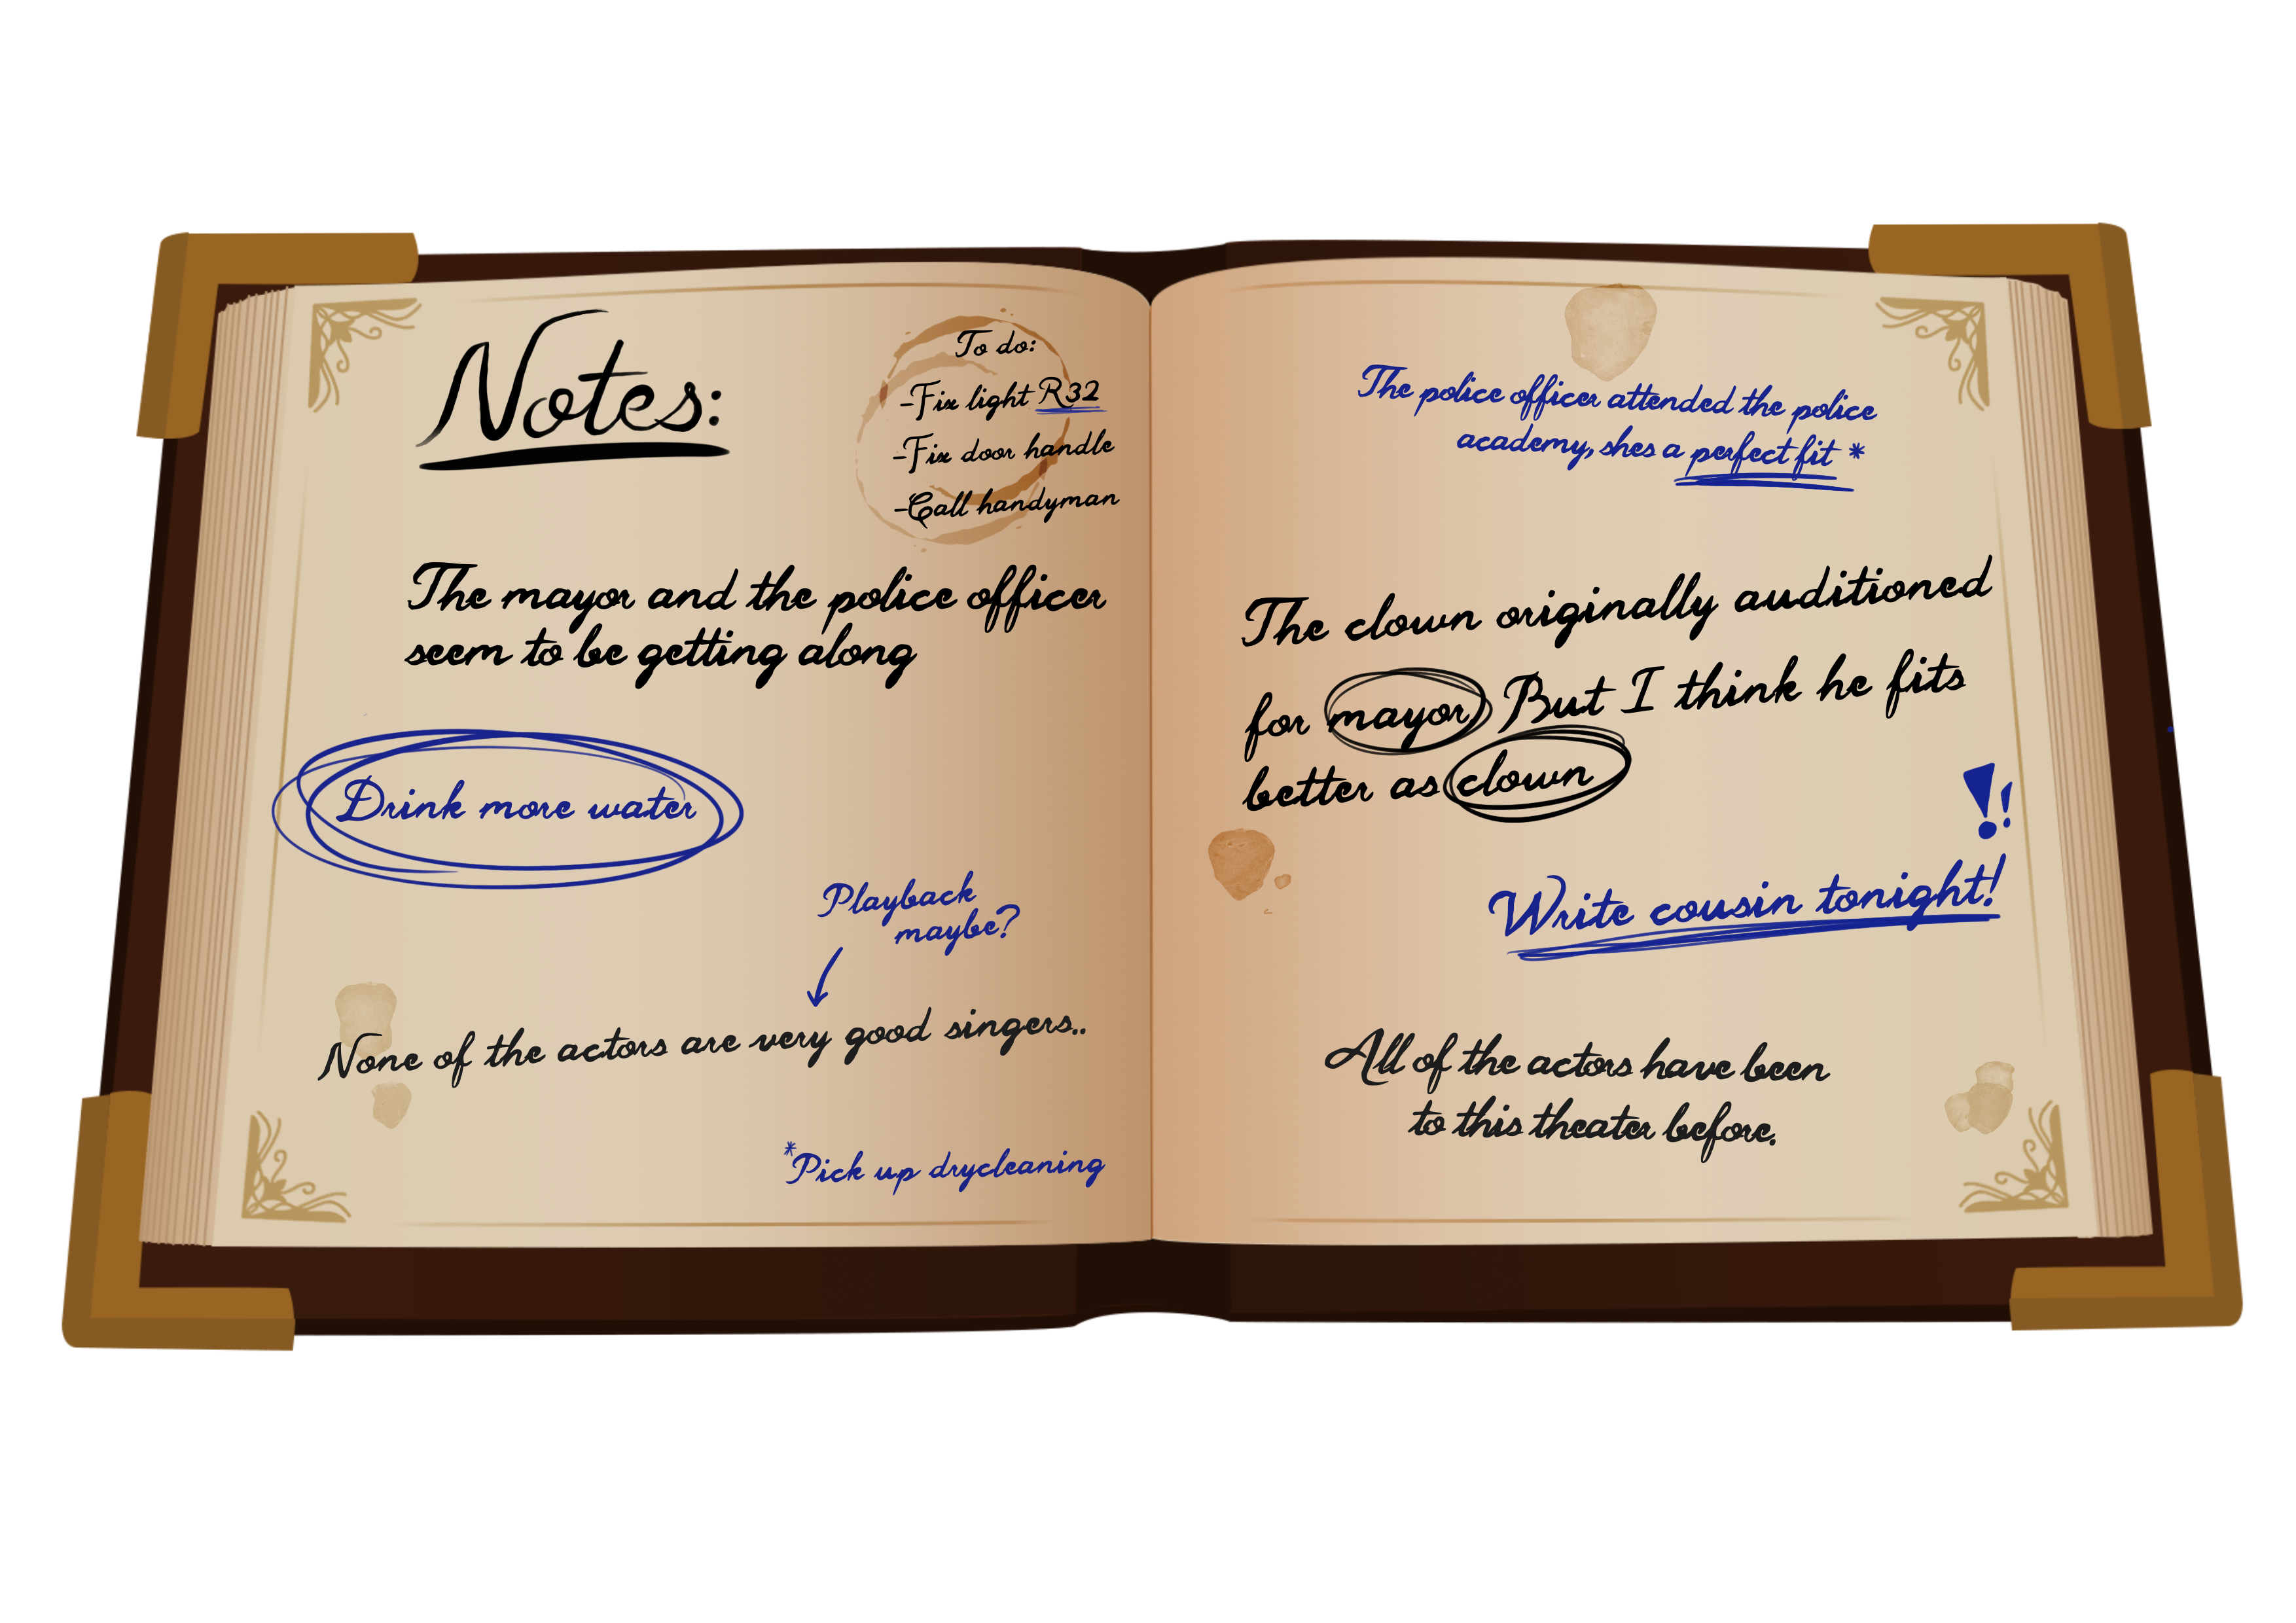 Notes:
To do:
-Fix light R32
-Fix door handle
-Call handyman
The mayor and the police officer
seem to be getting along
Drink more water
Playback
maybe?
None of the actors are very good singers..
*Pick up drycleaning
The police officer attended the police
academy, shes a perfect fit *
The clown originally auditioned
for mayor) But I think he fits
better as clown
!!
Write cousin tonight!
All of the actors have been
to this theater before.